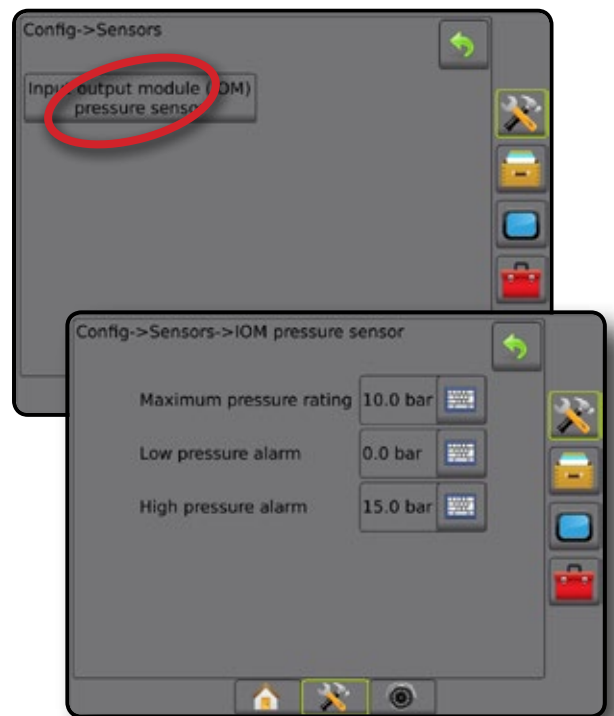 Config->Sensors
Input output module (IOM)
pressure sensor
Config->Sensors->IOM pressure sensor
Maximum pressure rating 10.0 bar
Low pressure alarm 0.0 bar
High pressure alarm 15.0 bar